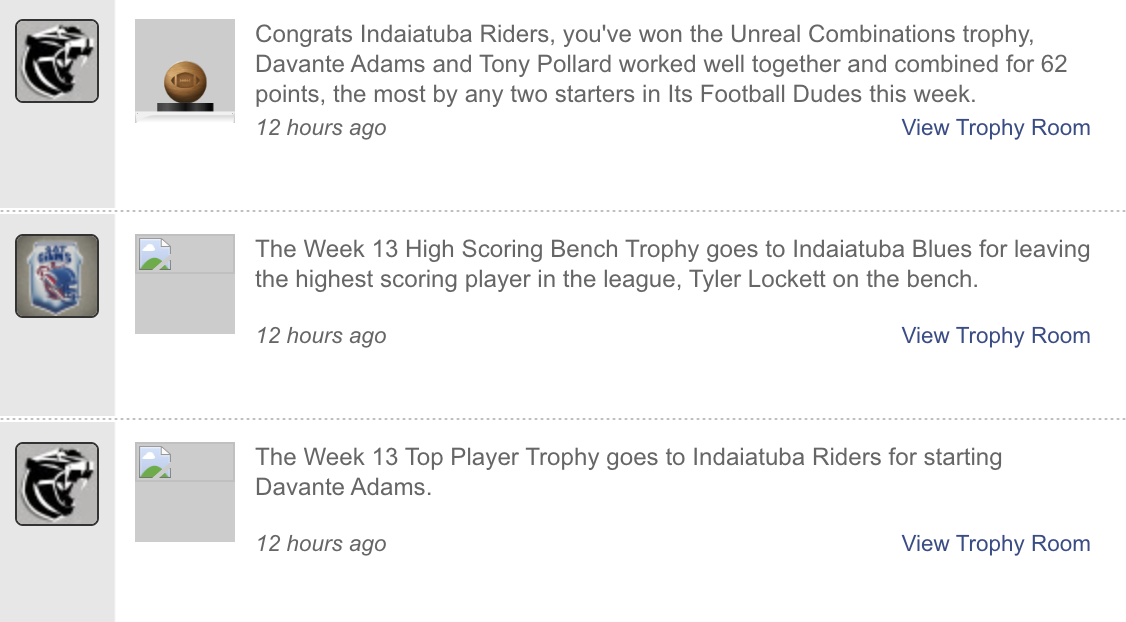 Congrats Indaiatuba Riders, you've won the Unreal Combinations trophy,
Davante Adams and Tony Pollard worked well together and combined for 62
points, the most by any two starters in Its Football Dudes this week.
12 hours ago
View Trophy Room
The Week 13 High Scoring Bench Trophy goes to Indaiatuba Blues for leaving
the highest scoring player in the league, Tyler Lockett on the bench.
12 hours ago
View Trophy Room
The Week 13 Top Player Trophy goes to Indaiatuba Riders for starting
Davante Adams.
12 hours ago
View Trophy Room